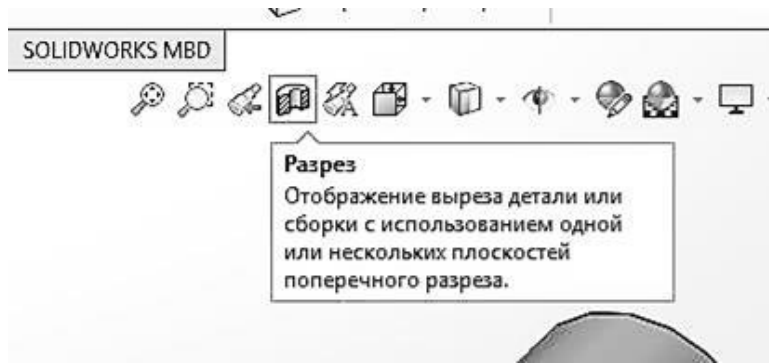 SOLIDWORKS MBD
Разрез
Отображение выреза детали или
сборки с использованием одной
или нескольких плоскостей
поперечного разреза.